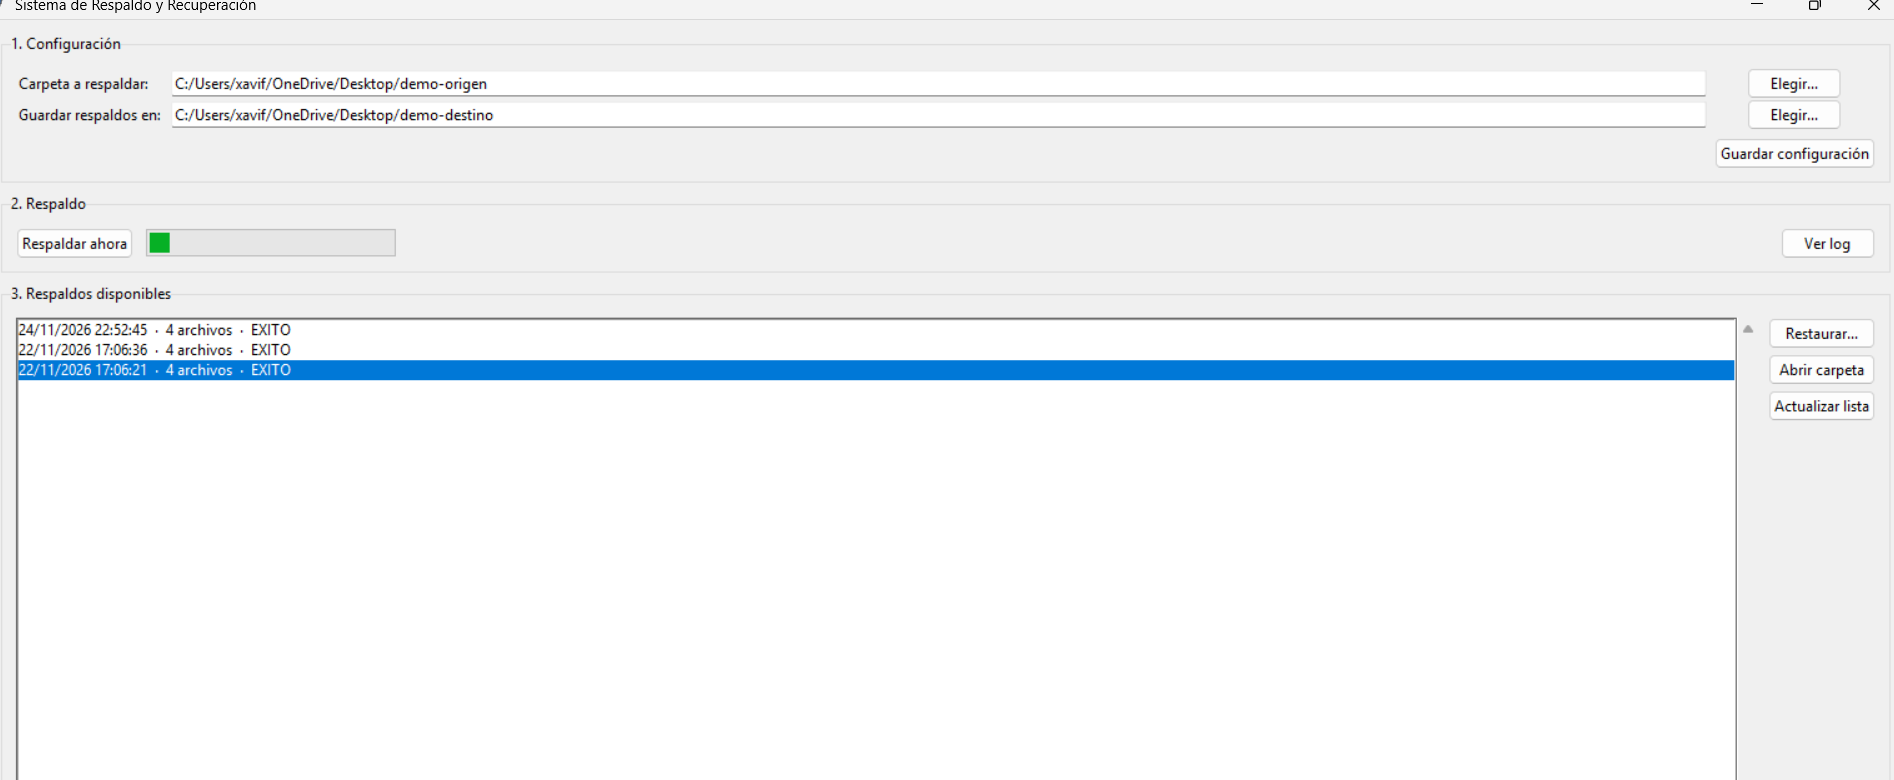 Sistema de Respaldo y Recuperación
1. Configuración
Carpeta a respaldar: C:/Users/xavif/OneDrive/Desktop/demo-origen Elegir...
Guardar respaldos en: C:/Users/xavif/OneDrive/Desktop/demo-destino Elegir...
Guardar configuración
2. Respaldo
Respaldar ahora Ver log
3. Respaldos disponibles
24/11/2026 22:52:45 · 4 archivos · EXITO
22/11/2026 17:06:36 · 4 archivos · EXITO
22/11/2026 17:06:21 · 4 archivos · EXITO
Restaurar...
Abrir carpeta
Actualizar lista